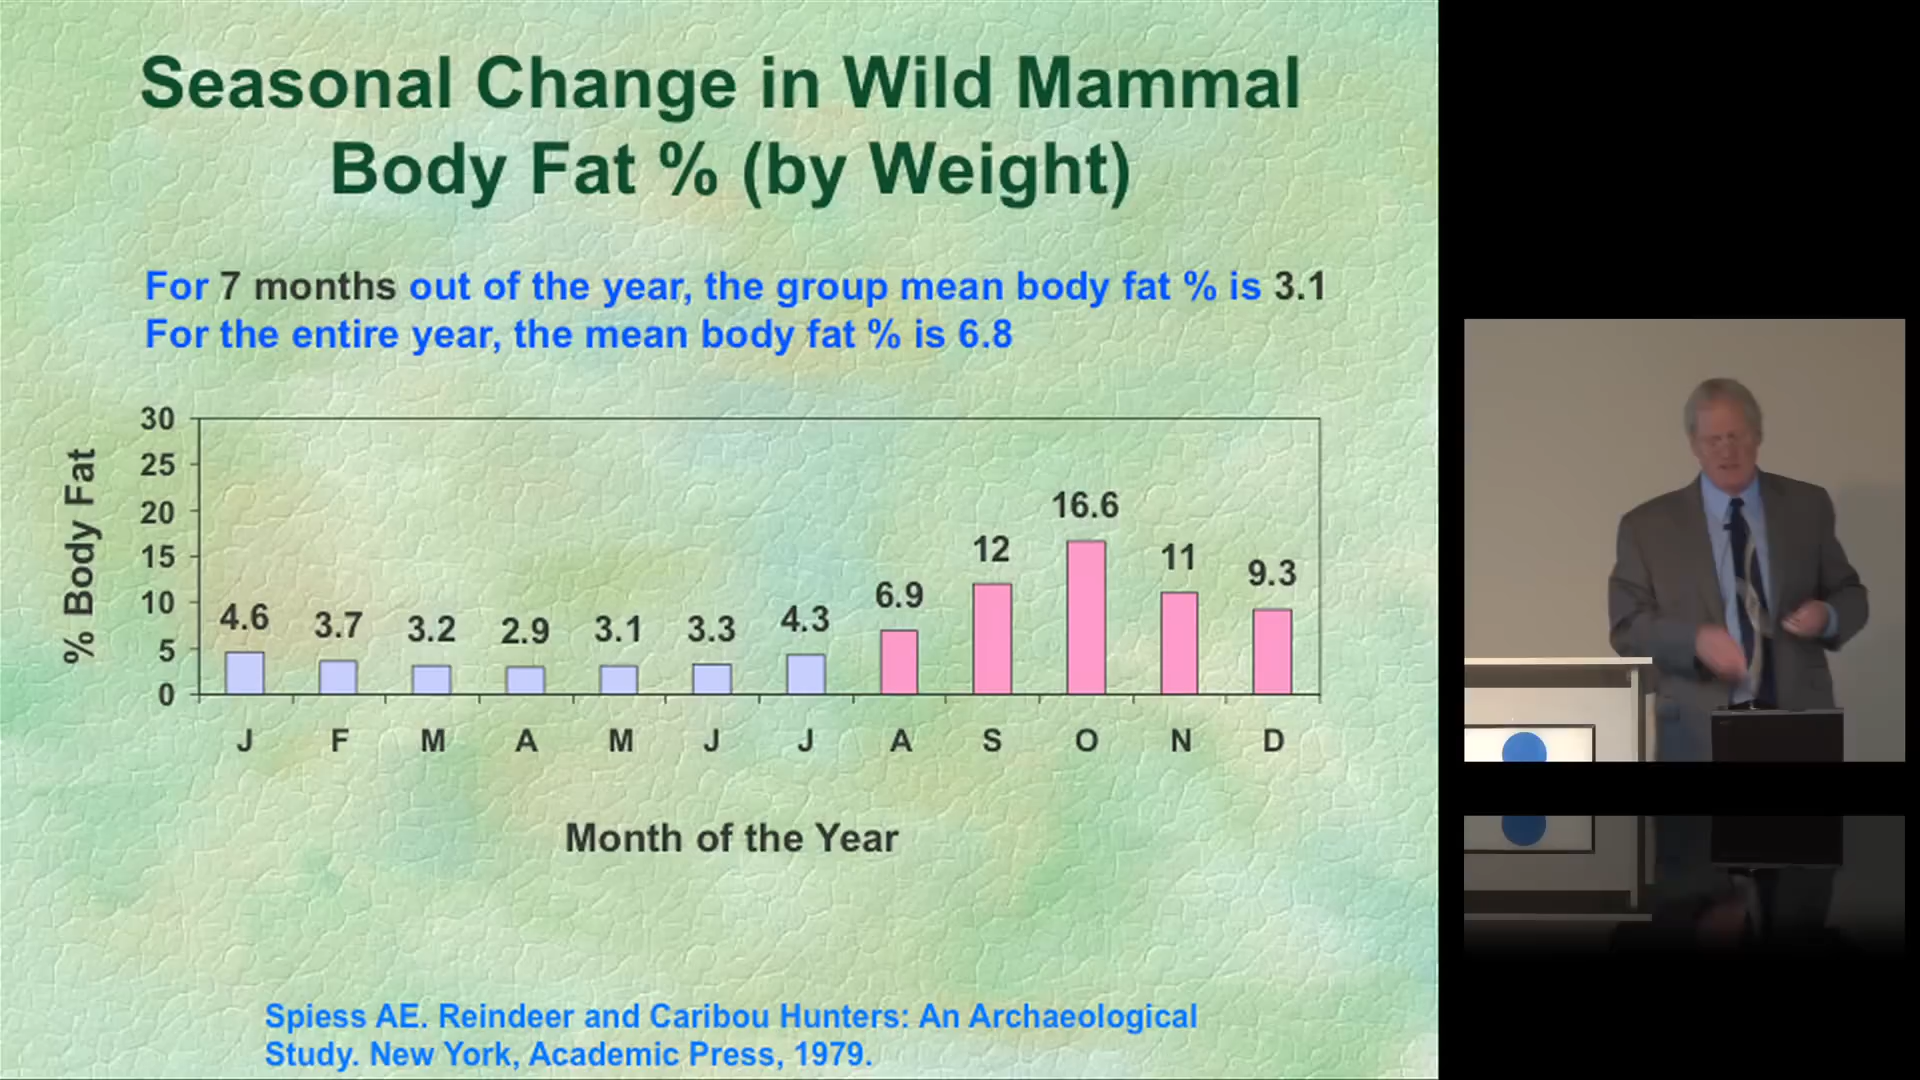 Seasonal Change in Wild Mammal
Body Fat % (by Weight)
For 7 months out of the year, the group mean body fat % is 3.1
For the entire year, the mean body fat % is 6.8
% Body Fat
30
25
20
15
10
5
0
4.6
3.7
3.2
2.9
3.1
3.3
4.3
6.9
12
16.6
11
9.3
J F M A M J J A S O N D
Month of the Year
Spiess AE. Reindeer and Caribou Hunters: An Archaeological
Study. New York, Academic Press, 1979.